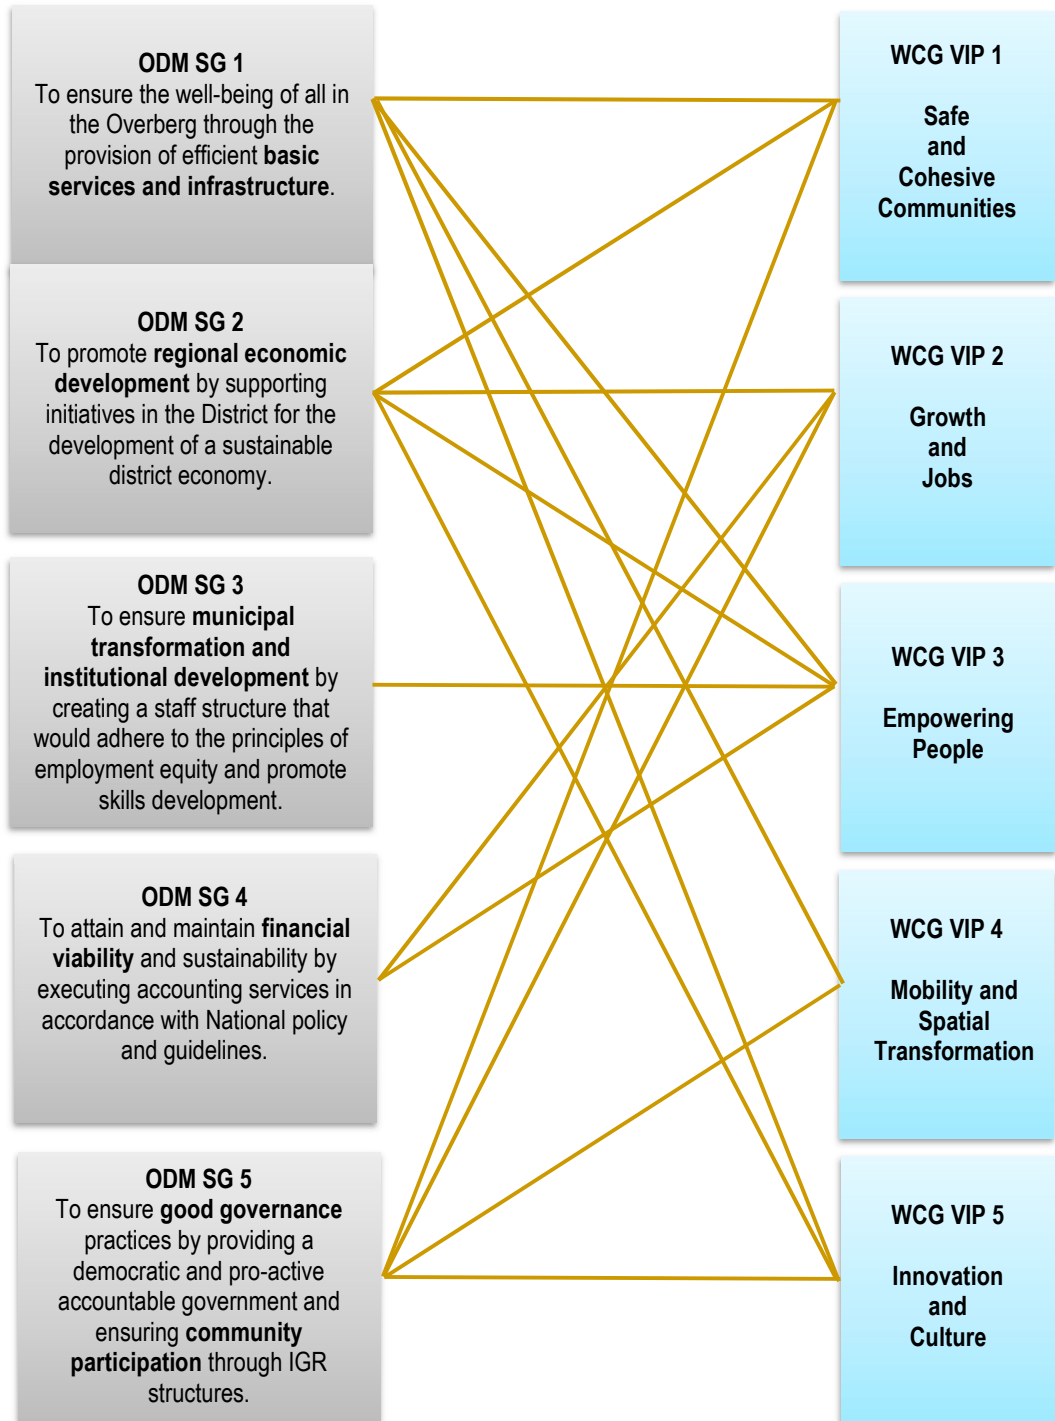 ODM SG 1
To ensure the well-being of all in
the Overberg through the
provision of efficient basic
services and infrastructure.
ODM SG 2
To promote regional economic
development by supporting
initiatives in the District for the
development of a sustainable
district economy.
ODM SG 3
To ensure municipal
transformation and
institutional development by
creating a staff structure that
would adhere to the principles of
employment equity and promote
skills development.
ODM SG 4
To attain and maintain financial
viability and sustainability by
executing accounting services in
accordance with National policy
and guidelines.
ODM SG 5
To ensure good governance
practices by providing a
democratic and pro-active
accountable government and
ensuring community
participation through IGR
structures.
WCG VIP 1
Safe
and
Cohesive
Communities
WCG VIP 2
Growth
and
Jobs
WCG VIP 3
Empowering
People
WCG VIP 4
Mobility and
Spatial
Transformation
WCG VIP 5
Innovation
and
Culture